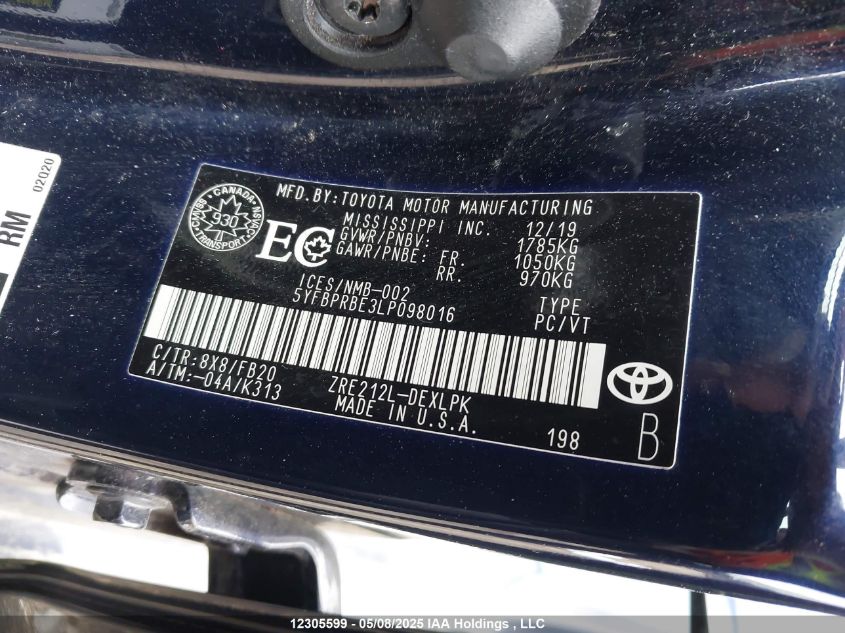 02020
RM
CANADA
CMVSS NSVAC
930
TRANSPORT
EC
MFD.BY:TOYOTA MOTOR MANUFACTURING
MISSISSIPPI INC. 12/19
GVWR/PNBV: 1785KG
GAWR/PNBE: FR. 1050KG
RR. 970KG
ICES/NMB-002
5YFBPRBE3LP098016
TYPE
PC/VT
C/TR:8X8/FB20
A/TM:-04A/K313
ZRE212L-DEXLPK
MADE IN U.S.A.
198
B
12305599 - 05/08/2025 IAA Holdings , LLC